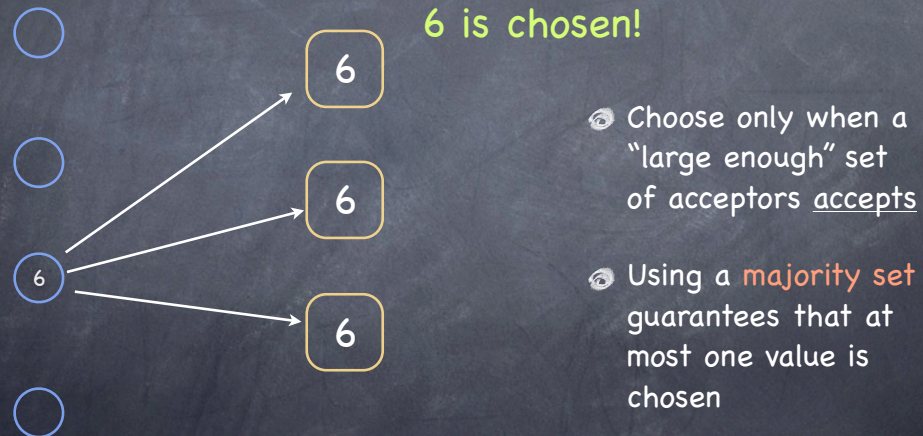 6 is chosen!
6
6
6
6
Choose only when a
“large enough” set
of acceptors accepts
Using a majority set
guarantees that at
most one value is
chosen